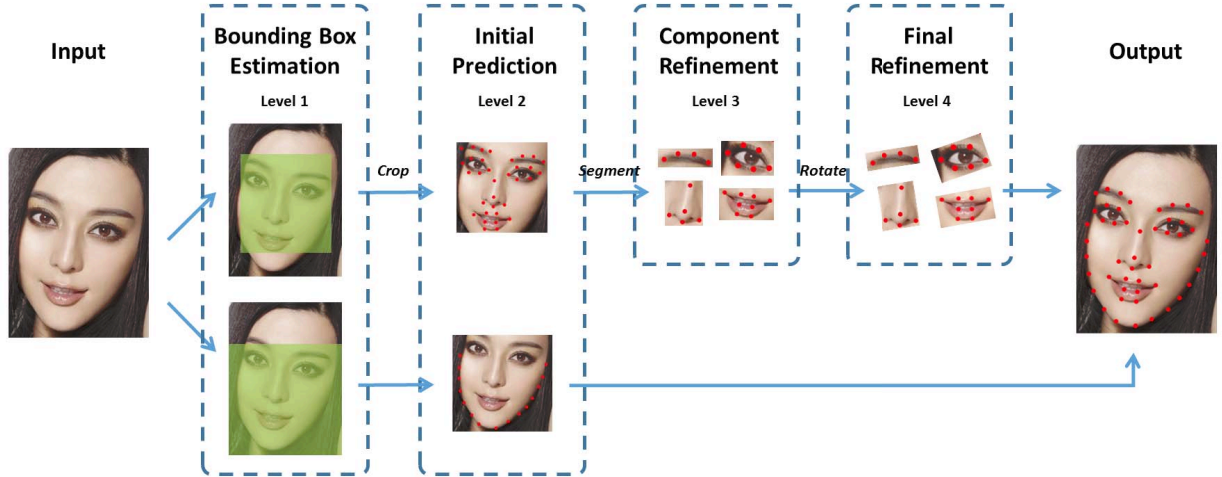 Input
Bounding Box
Estimation
Level 1
Crop
Initial
Prediction
Level 2
Segment
Component
Refinement
Level 3
Rotate
Final
Refinement
Level 4
Output